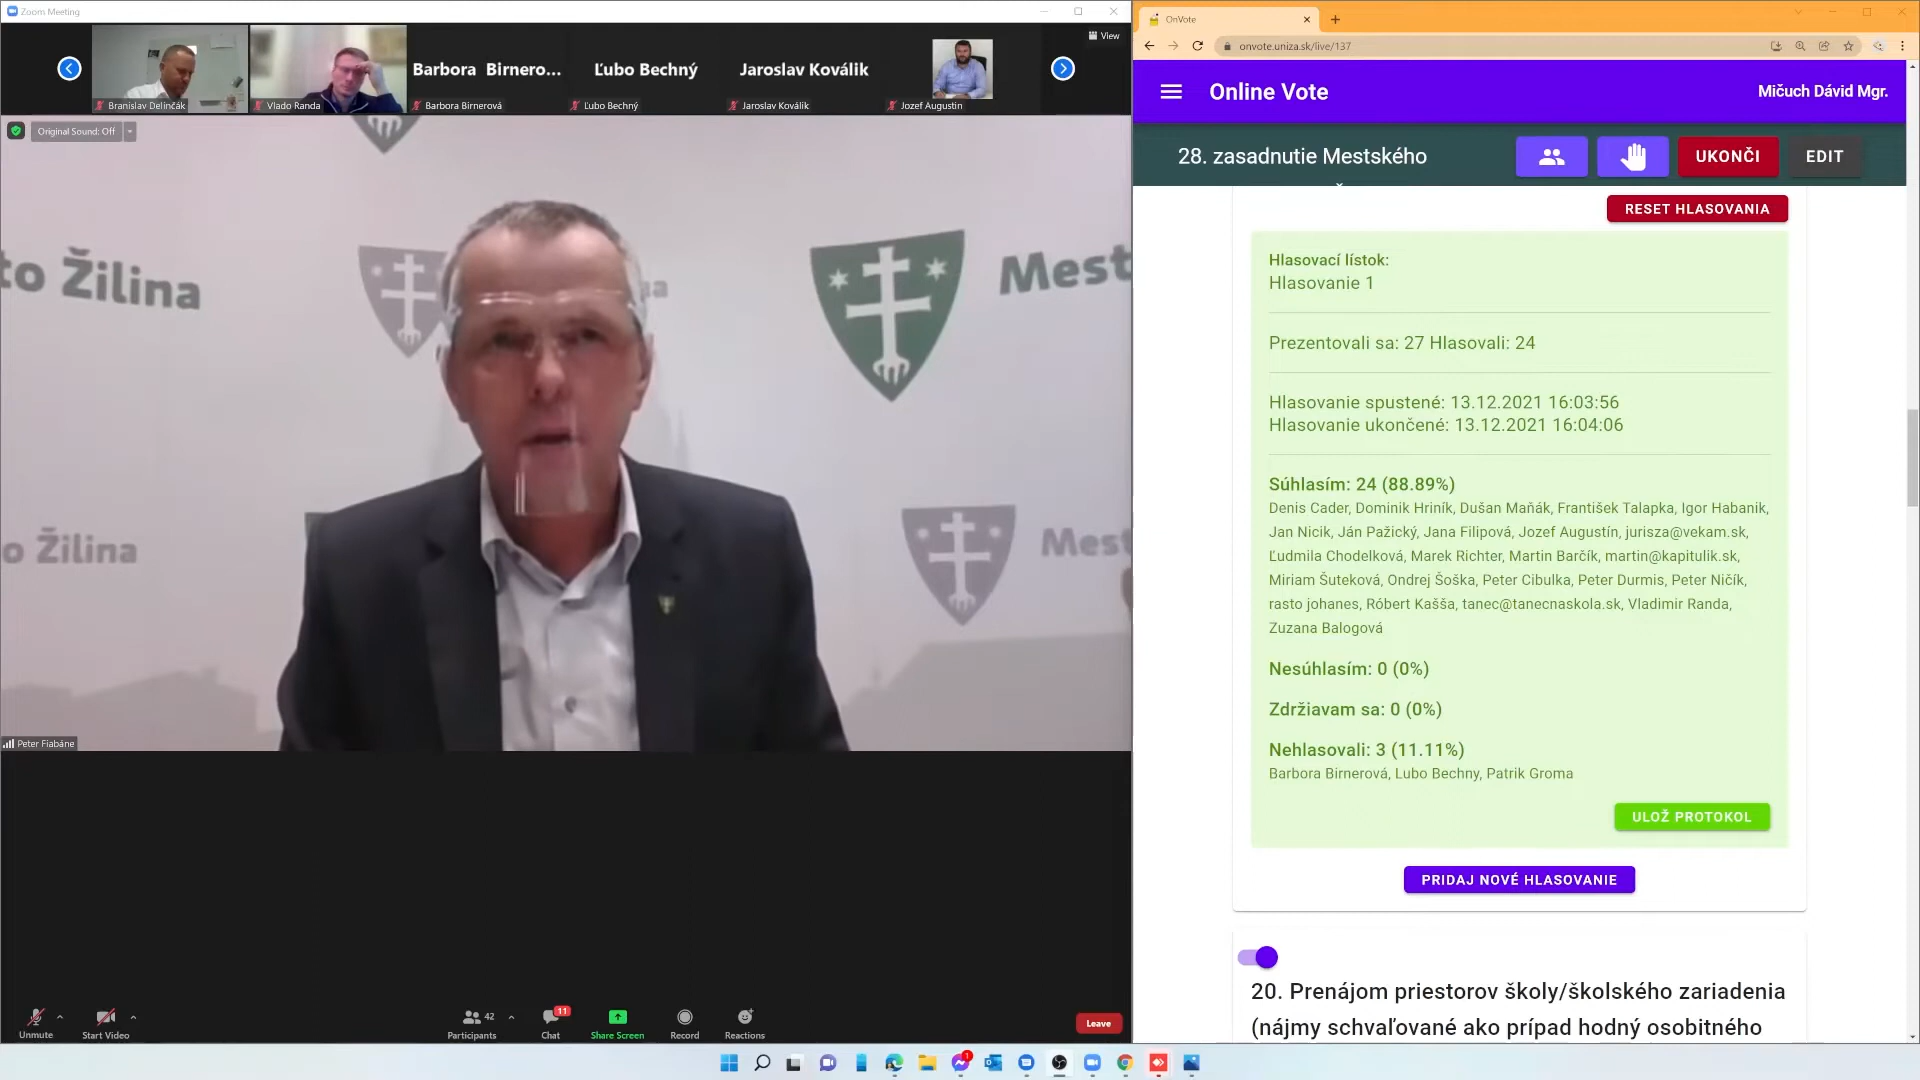 Zoom Meeting
View
Barbora Birnero...
Ľubo Bechný
Jaroslav Koválik
Branislav Delinčák
Vlado Randa
Barbora Birnerová
Ľubo Bechný
Jaroslav Koválik
Jozef Augustin
Original Sound: Off
to Žilina
Mest
o Žilina
Mest
Peter Fiabáne
Unmute
Start Video
42
Participants
11
Chat
Share Screen
Record
Reactions
Leave
OnVote
onvote.uniza.sk/live/137
Online Vote
Mičuch Dávid Mgr.
28. zasadnutie Mestského
UKONČI
EDIT
RESET HLASOVANIA
Hlasovací lístok:
Hlasovanie 1
Prezentovali sa: 27 Hlasovali: 24
Hlasovanie spustené: 13.12.2021 16:03:56
Hlasovanie ukončené: 13.12.2021 16:04:06
Súhlasím: 24 (88.89%)
Denis Cader, Dominik Hriník, Dušan Maňák, František Talapka, Igor Habanik,
Jan Nicik, Ján Pažický, Jana Filipová, Jozef Augustín, jurisza@vekam.sk,
Ľudmila Chodelková, Marek Richter, Martin Barčík, martin@kapitulik.sk,
Miriam Šuteková, Ondrej Šoška, Peter Cibulka, Peter Durmis, Peter Ničík,
rasto johanes, Róbert Kašša, tanec@tanecnaskola.sk, Vladimir Randa,
Zuzana Balogová
Nesúhlasím: 0 (0%)
Zdržiavam sa: 0 (0%)
Nehlasovali: 3 (11.11%)
Barbora Birnerová, Lubo Bechny, Patrik Groma
ULOŽ PROTOKOL
PRIDAJ NOVÉ HLASOVANIE
20. Prenájom priestorov školy/školského zariadenia
(nájmy schvaľované ako prípad hodný osobitného